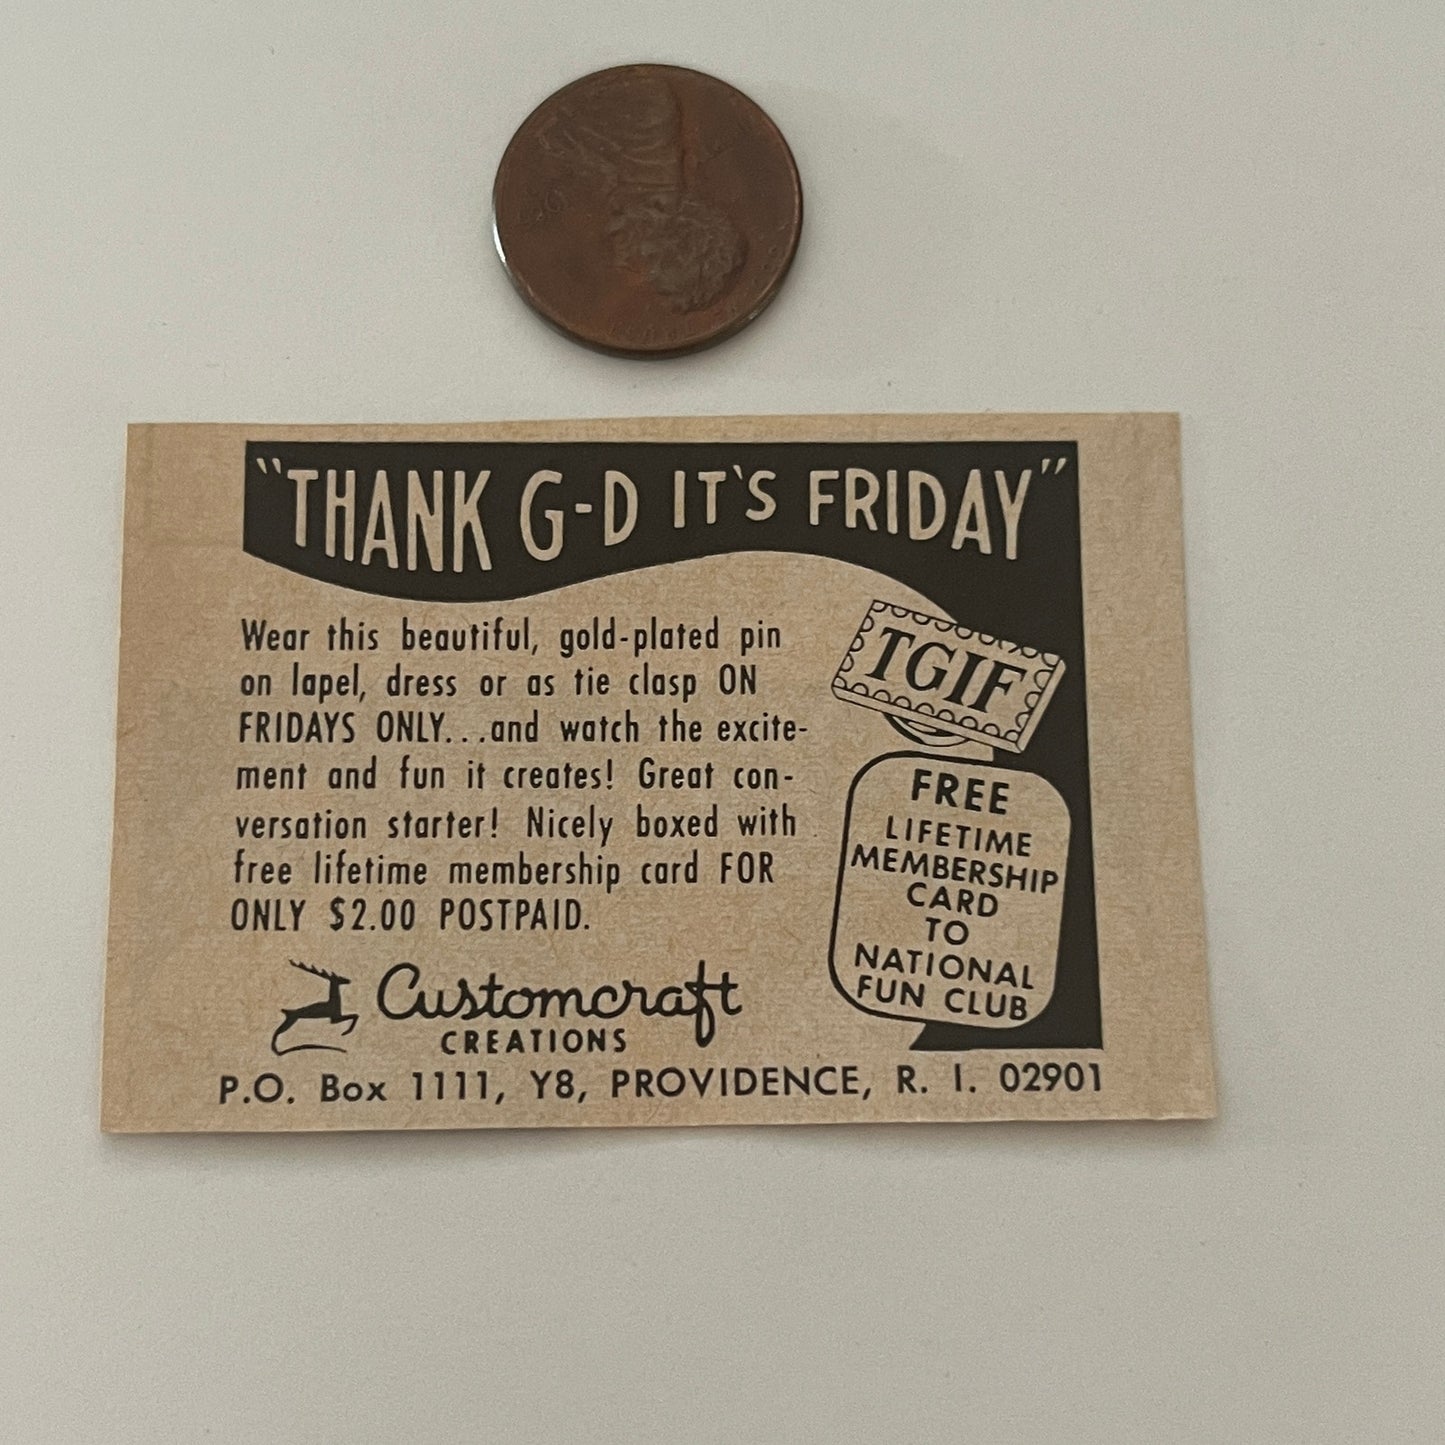 "THANK G-D IT'S FRIDAY"
Wear this beautiful, gold-plated pin
on lapel, dress or as tie clasp ON
FRIDAYS ONLY...and watch the excite-
ment and fun it creates! Great con-
versation starter! Nicely boxed with
free lifetime membership card FOR
ONLY $2.00 POSTPAID.
TGIF
FREE
LIFETIME
MEMBERSHIP
CARD
TO
NATIONAL
FUN CLUB
Customcraft
CREATIONS
P.O. Box 1111, Y8, PROVIDENCE, R. I. 02901